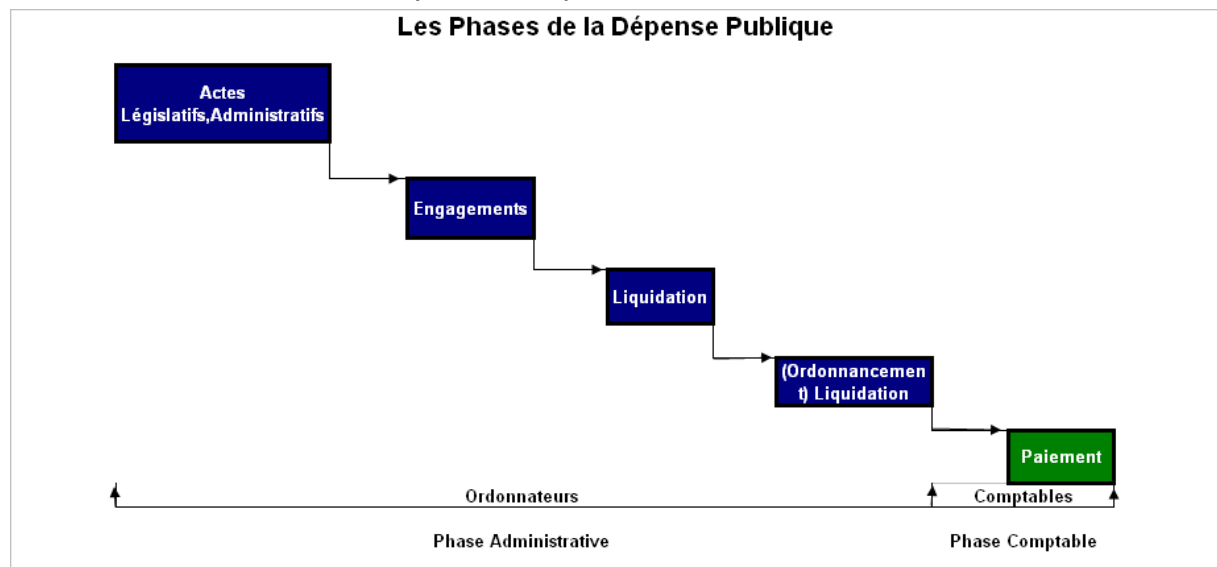 Les Phases de la Dépense Publique
Actes
Législatifs,Administratifs
Engagements
Liquidation
(Ordonnancemen
t) Liquidation
Paiement
Ordonnateurs
Comptables
Phase Administrative
Phase Comptable